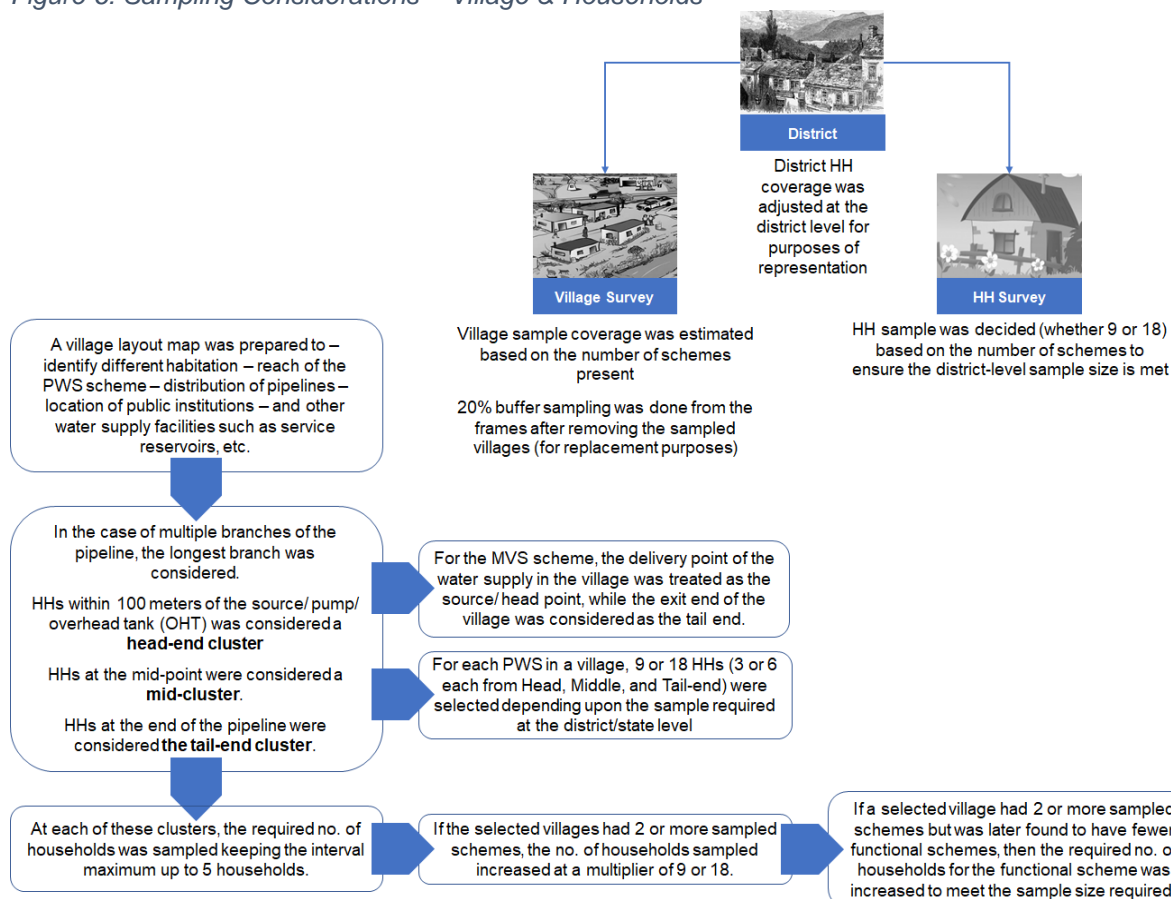 Figure 3. Sampling Considerations – Village & Households
District
District HH
coverage was
adjusted at the
district level for
purposes of
representation
Village Survey
Village sample coverage was estimated
based on the number of schemes
present
20% buffer sampling was done from the
frames after removing the sampled
villages (for replacement purposes)
HH Survey
HH sample was decided (whether 9 or 18)
based on the number of schemes to
ensure the district-level sample size is met
A village layout map was prepared to –
identify different habitation – reach of the
PWS scheme – distribution of pipelines –
location of public institutions – and other
water supply facilities such as service
reservoirs, etc.
In the case of multiple branches of the
pipeline, the longest branch was
considered.
HHs within 100 meters of the source/ pump/
overhead tank (OHT) was considered a
head-end cluster
HHs at the mid-point were considered a
mid-cluster.
HHs at the end of the pipeline were
considered the tail-end cluster.
For the MVS scheme, the delivery point of the
water supply in the village was treated as the
source/ head point, while the exit end of the
village was considered as the tail end.
For each PWS in a village, 9 or 18 HHs (3 or 6
each from Head, Middle, and Tail-end) were
selected depending upon the sample required
at the district/state level
At each of these clusters, the required no. of
households was sampled keeping the interval
maximum up to 5 households.
If the selected villages had 2 or more sampled
schemes, the no. of households sampled
increased at a multiplier of 9 or 18.
If a selected village had 2 or more sampled
schemes but was later found to have fewer
functional schemes, then the required no. of
households for the functional scheme was
increased to meet the sample size required.